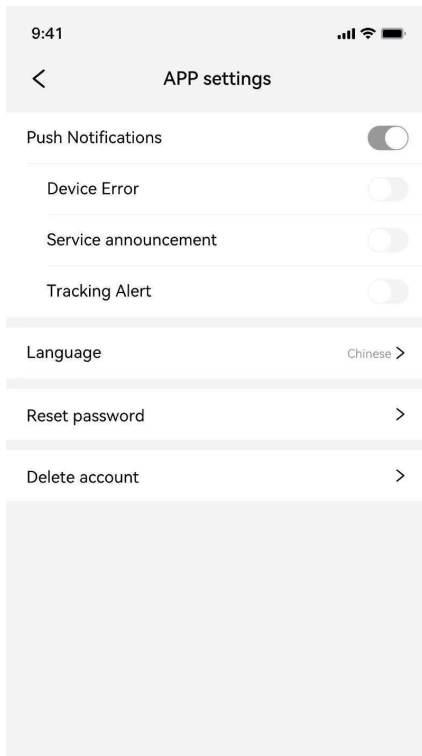 9:41
APP settings
Push Notifications
Device Error
Service announcement
Tracking Alert
Language Chinese
Reset password
Delete account